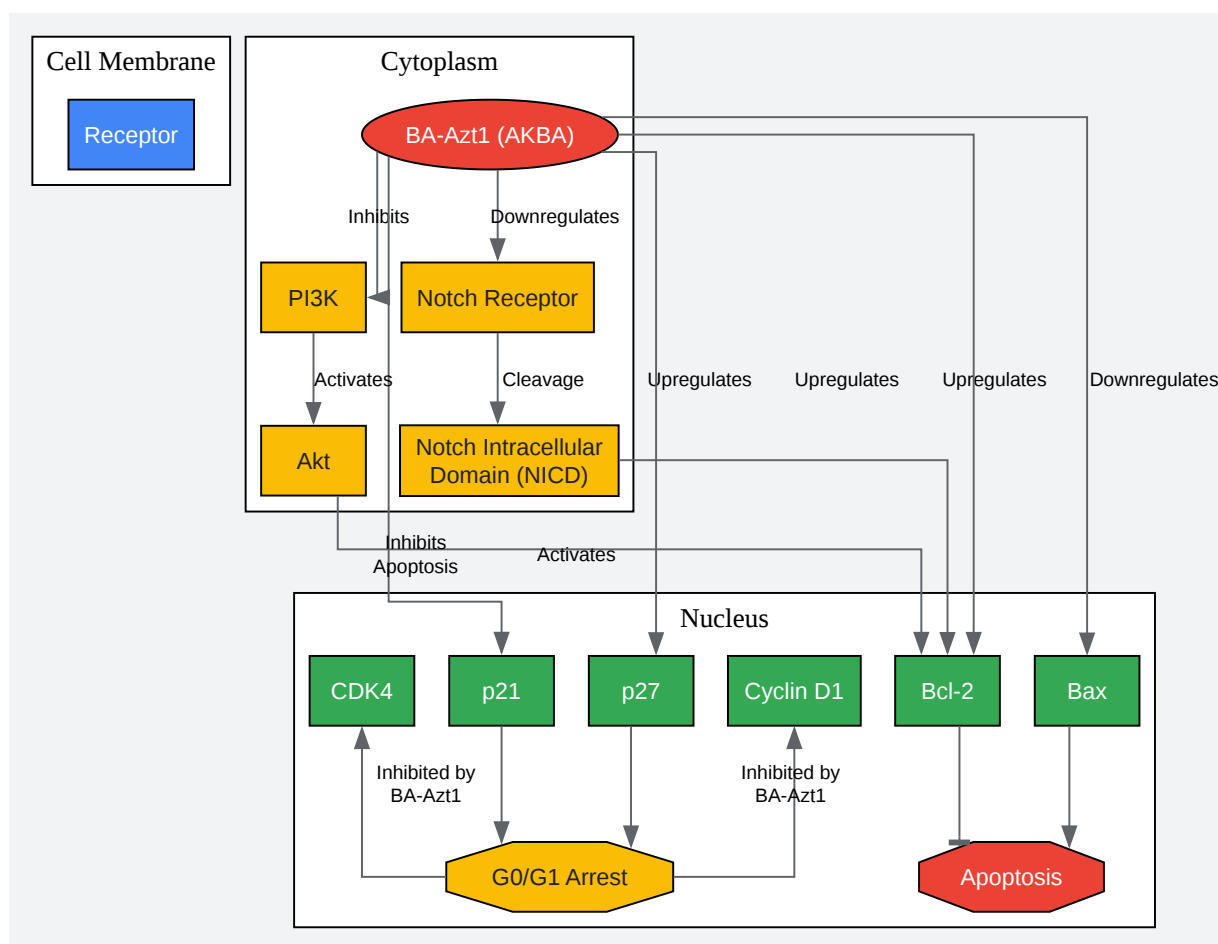 Cell Membrane
Receptor
Cytoplasm
BA-Azt1 (AKBA)
Inhibits
Downregulates
PI3K
Notch Receptor
Activates
Cleavage
Upregulates
Upregulates
Upregulates
Downregulates
Akt
Notch Intracellular
Domain (NICD)
Inhibits
Apoptosis
Activates
Nucleus
CDK4
p21
p27
Cyclin D1
Bcl-2
Bax
Inhibited by
BA-Azt1
Inhibited by
BA-Azt1
G0/G1 Arrest
Apoptosis